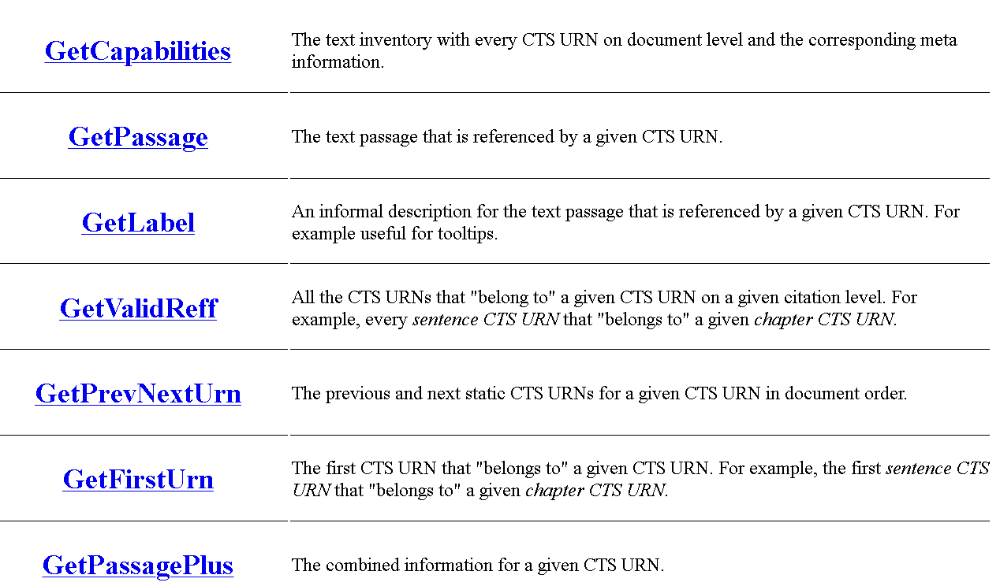 GetCapabilities
The text inventory with every CTS URN on document level and the corresponding meta
information.
GetPassage
The text passage that is referenced by a given CTS URN.
GetLabel
An informal description for the text passage that is referenced by a given CTS URN. For
example useful for tooltips.
GetValidReff
All the CTS URNs that "belong to" a given CTS URN on a given citation level. For
example, every sentence CTS URN that "belongs to" a given chapter CTS URN.
GetPrevNextUrn
The previous and next static CTS URNs for a given CTS URN in document order.
GetFirstUrn
The first CTS URN that "belongs to" a given CTS URN. For example, the first sentence CTS
URN that "belongs to" a given chapter CTS URN.
GetPassagePlus
The combined information for a given CTS URN.